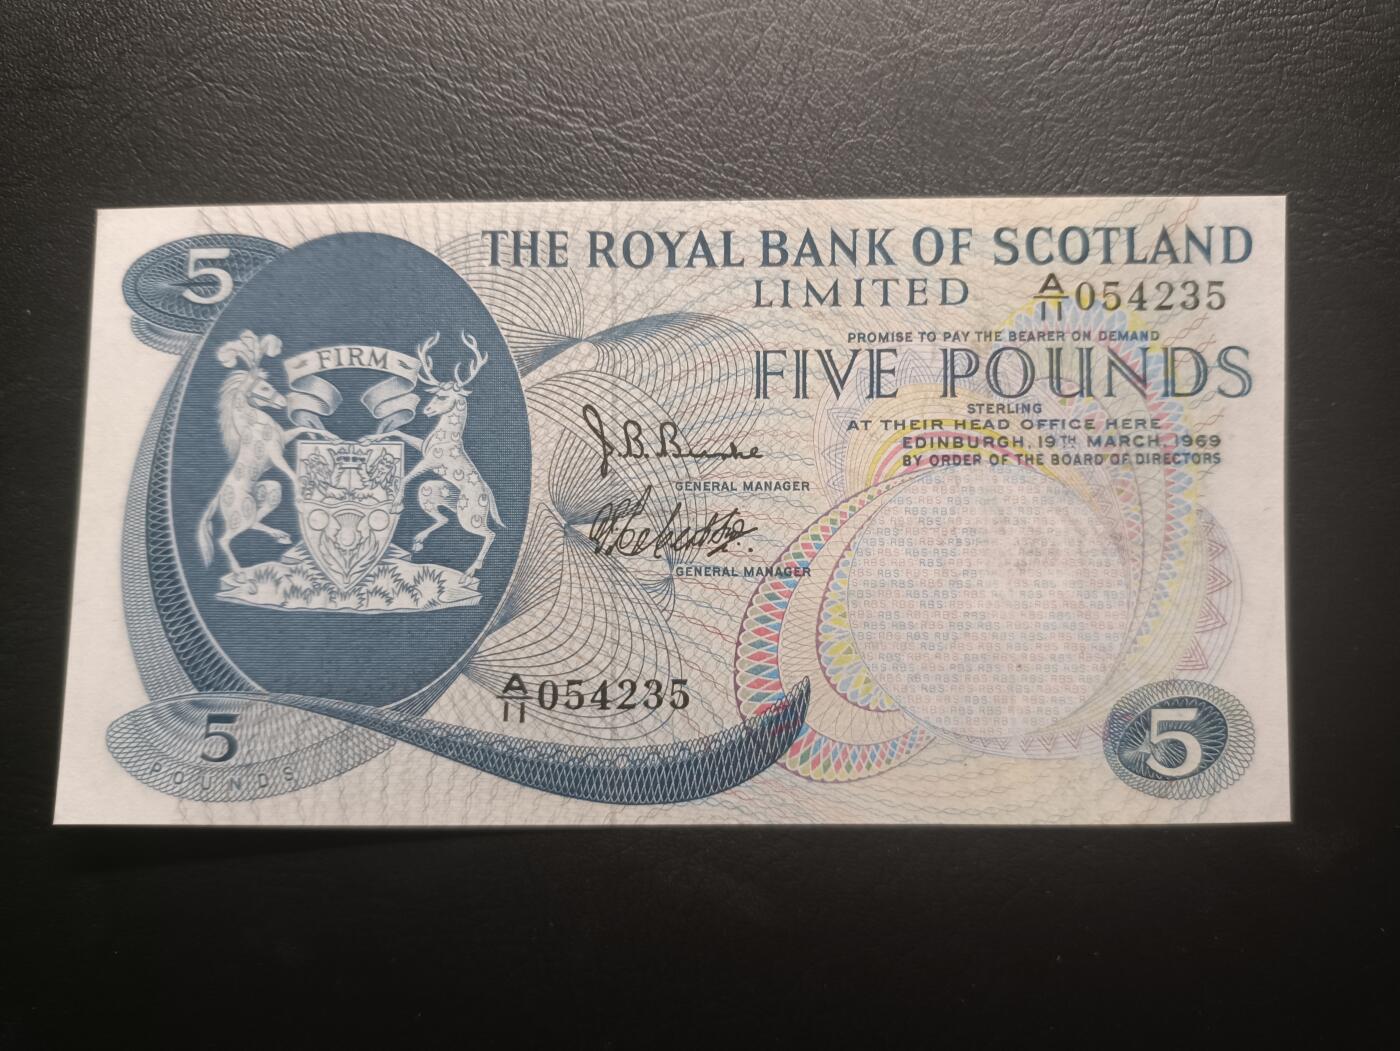 5
THE ROYAL BANK OF SCOTLAND
LIMITED
A/11 054235
PROMISE TO PAY THE BEARER ON DEMAND
FIVE POUNDS
STERLING
AT THEIR HEAD OFFICE HERE
EDINBURGH, 19TH MARCH, 1969
BY ORDER OF THE BOARD OF DIRECTORS
FIRM
J. B. Burke
GENERAL MANAGER
GENERAL MANAGER
A/11 054235
5
POUNDS
5